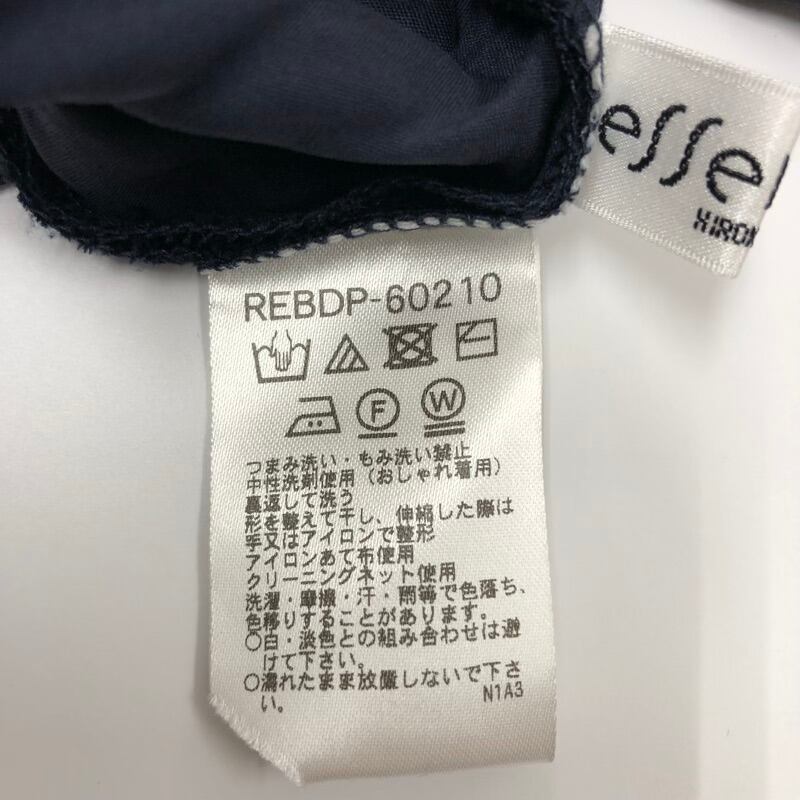 esse
HIROK
REBDP-60210
F W
つまみ洗い・もみ洗い禁止
中性洗剤使用（おしゃれ着用）
裏返して洗う
形を整えて干し、伸縮した際は
手又はアイロンで整形
アイロンあて布使用
クリーニングネット使用
洗濯・摩擦・汗・雨等で色落ち、
色移りすることがあります。
○白・淡色との組み合わせは避
けて下さい。
○濡れたまま放置しないで下さ
い。
N1A3